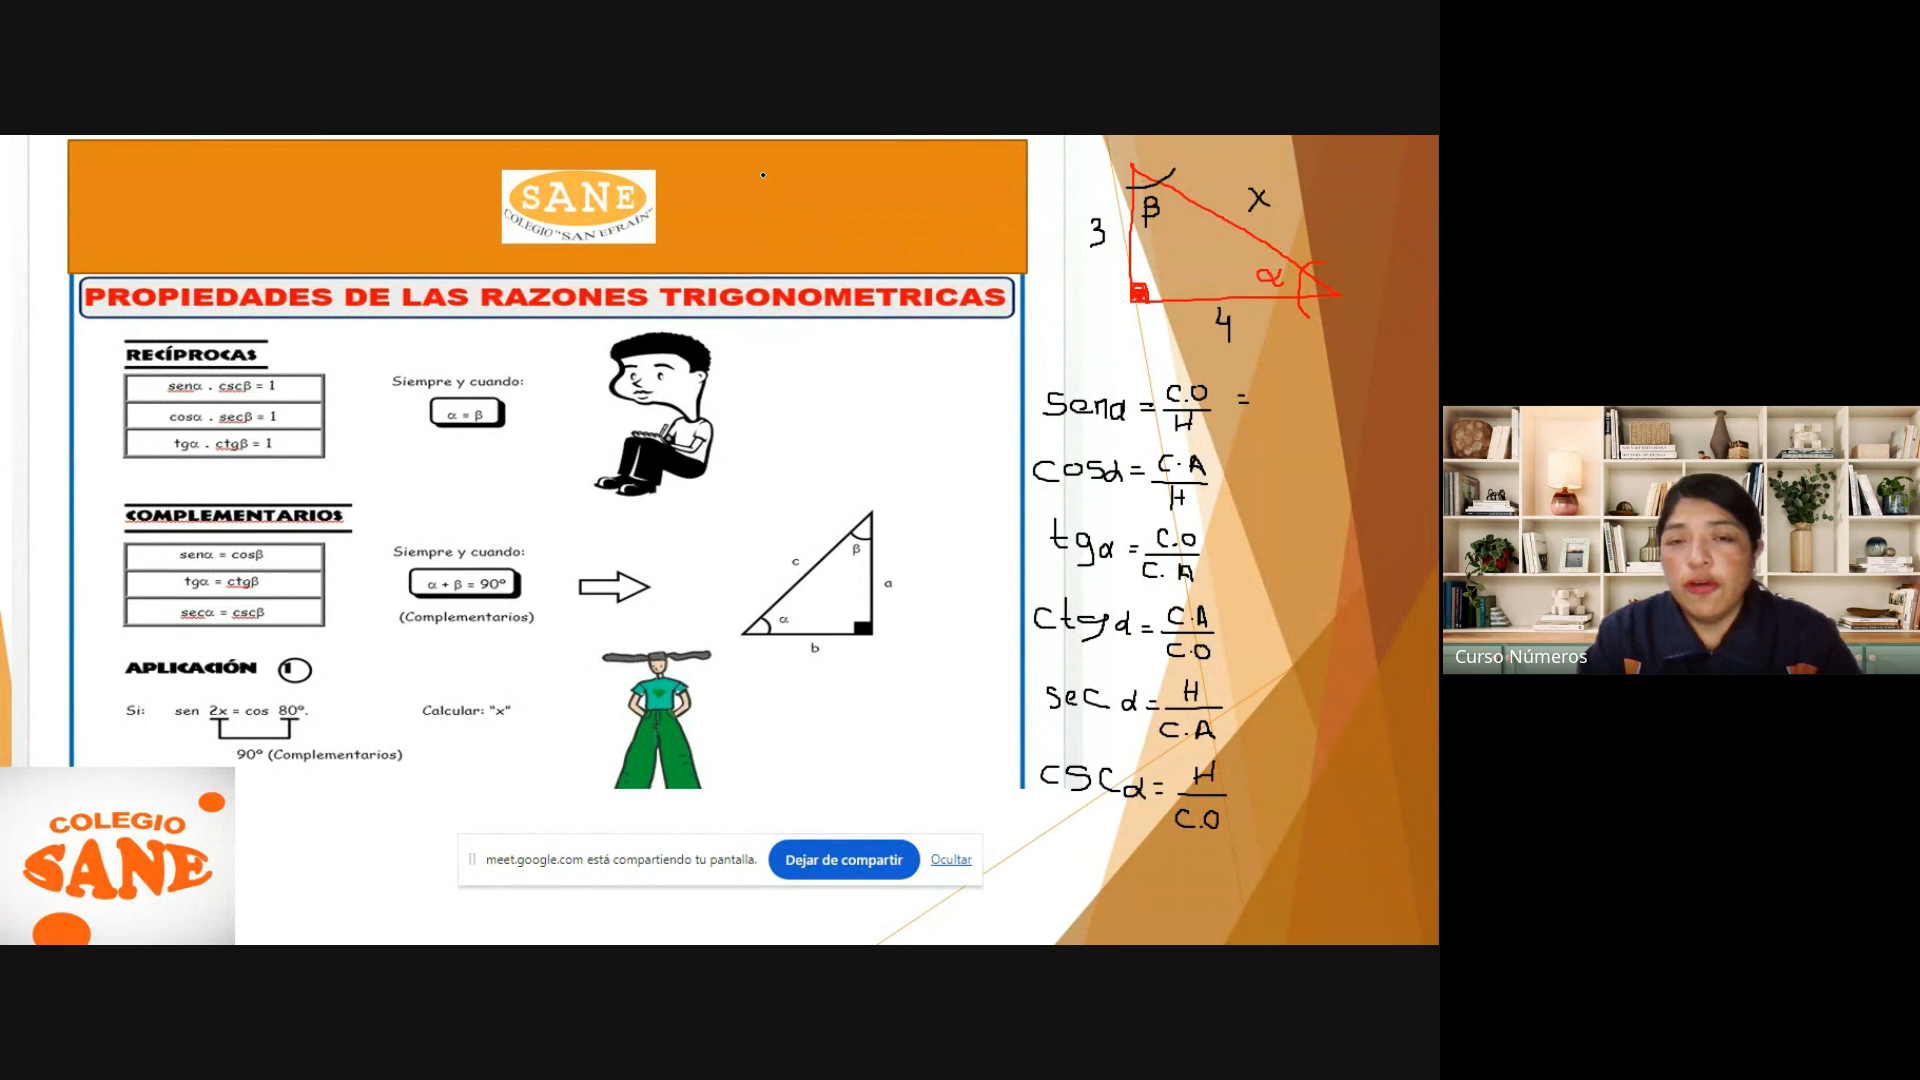 SANE
COLEGIO "SAN EFRAIN"
PROPIEDADES DE LAS RAZONES TRIGONOMETRICAS
RECÍPROCAS
senα . cscβ = 1
cosα . secβ = 1
tgα . ctgβ = 1
Siempre y cuando:
α = β
COMPLEMENTARIOS
senα = cosβ
tgα = ctgβ
secα = cscβ
Siempre y cuando:
α + β = 90º
(Complementarios)
c
β
a
α
b
APLICACIÓN 1
Si: sen 2x = cos 80º. Calcular: "x"
90º (Complementarios)
COLEGIO
SANE
meet.google.com está compartiendo tu pantalla. Dejar de compartir Ocultar
3
β
x
α
4
Senα = C.O / H =
Cosα = C.A / H
tgα = C.O / C.A
Ctgα = C.A / C.O
Secα = H / C.A
CSCα = H / C.O
Curso Números